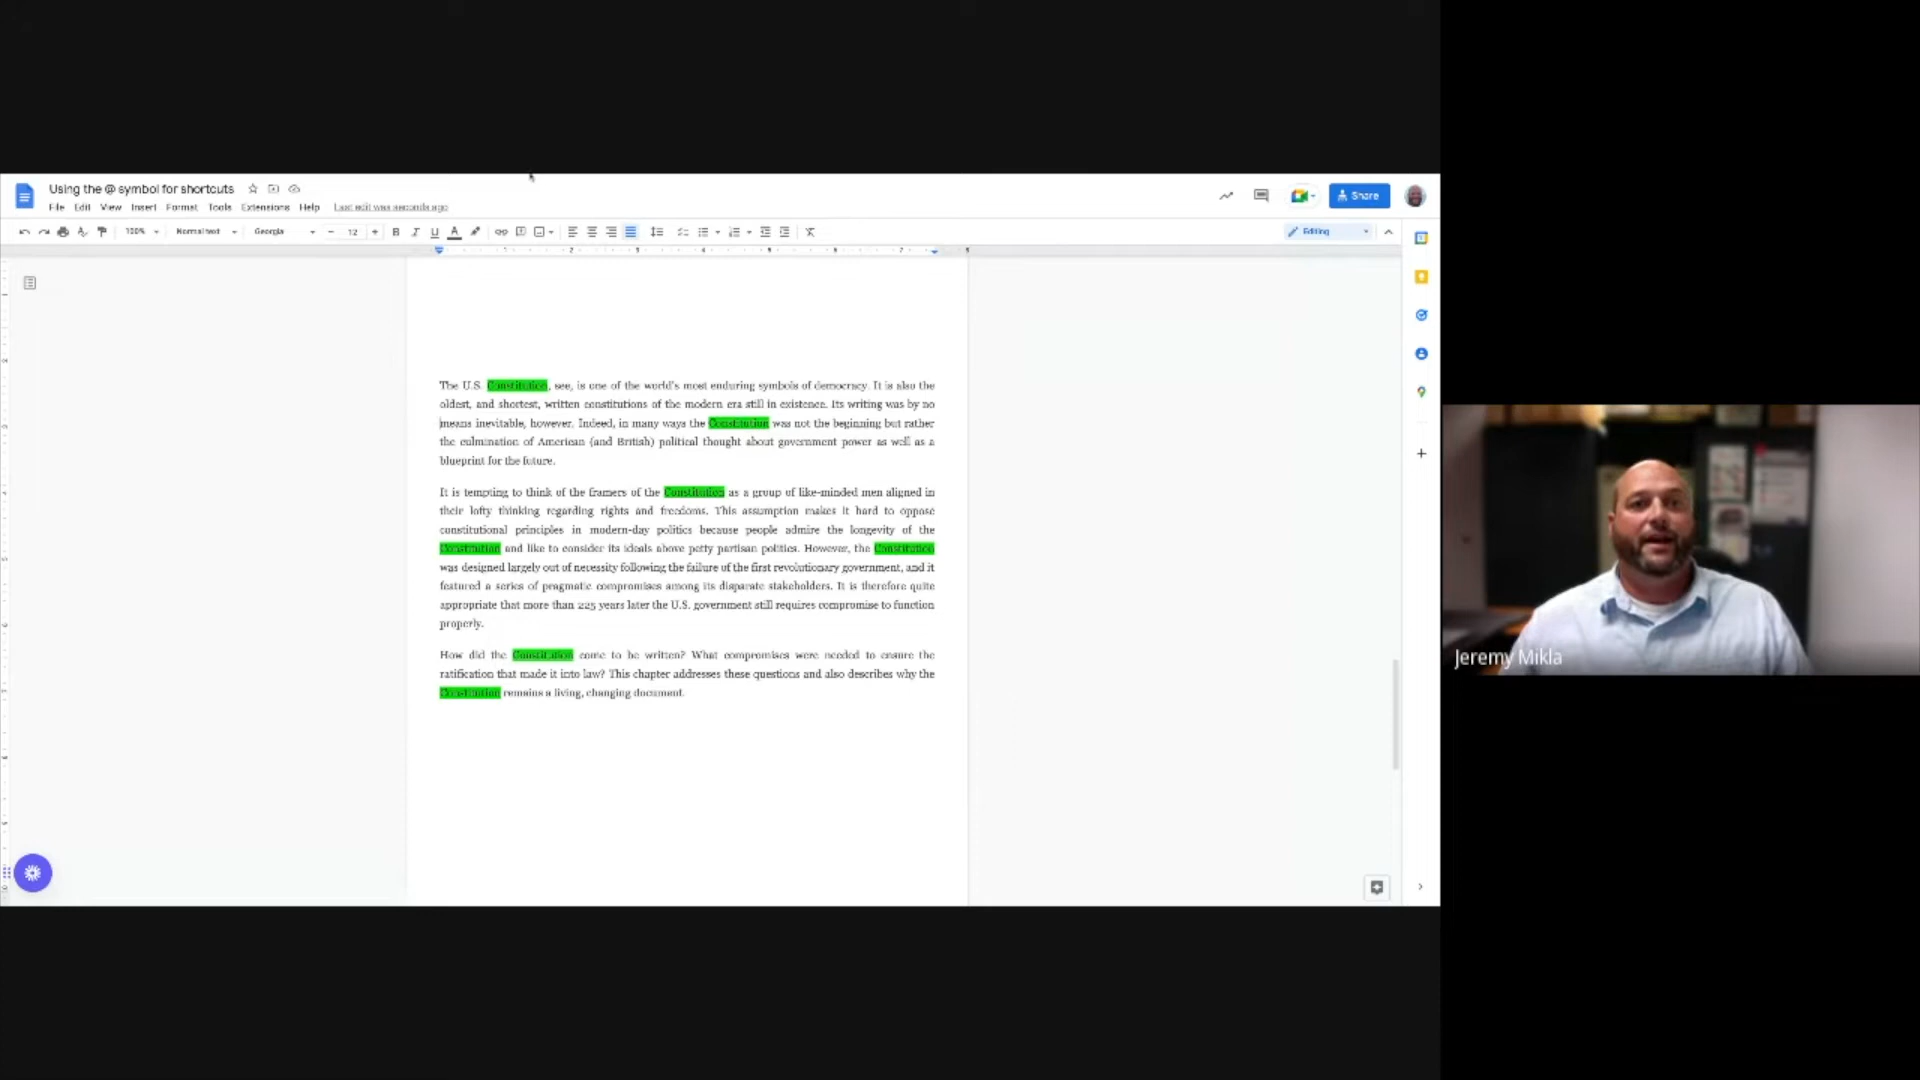 Using the @ symbol for shortcuts
File Edit View Insert Format Tools Extensions Help Last edit was seconds ago
Share
100% Normal text Georgia 12 B I U A Editing
The U.S. Constitution, see, is one of the world's most enduring symbols of democracy. It is also the
oldest, and shortest, written constitutions of the modern era still in existence. Its writing was by no
means inevitable, however. Indeed, in many ways the Constitution was not the beginning but rather
the culmination of American (and British) political thought about government power as well as a
blueprint for the future.
It is tempting to think of the framers of the Constitution as a group of like-minded men aligned in
their lofty thinking regarding rights and freedoms. This assumption makes it hard to oppose
constitutional principles in modern-day politics because people admire the longevity of the
Constitution and like to consider its ideals above petty partisan politics. However, the Constitution
was designed largely out of necessity following the failure of the first revolutionary government, and it
featured a series of pragmatic compromises among its disparate stakeholders. It is therefore quite
appropriate that more than 225 years later the U.S. government still requires compromise to function
properly.
How did the Constitution come to be written? What compromises were needed to ensure the
ratification that made it into law? This chapter addresses these questions and also describes why the
Constitution remains a living, changing document.
Jeremy Mikla